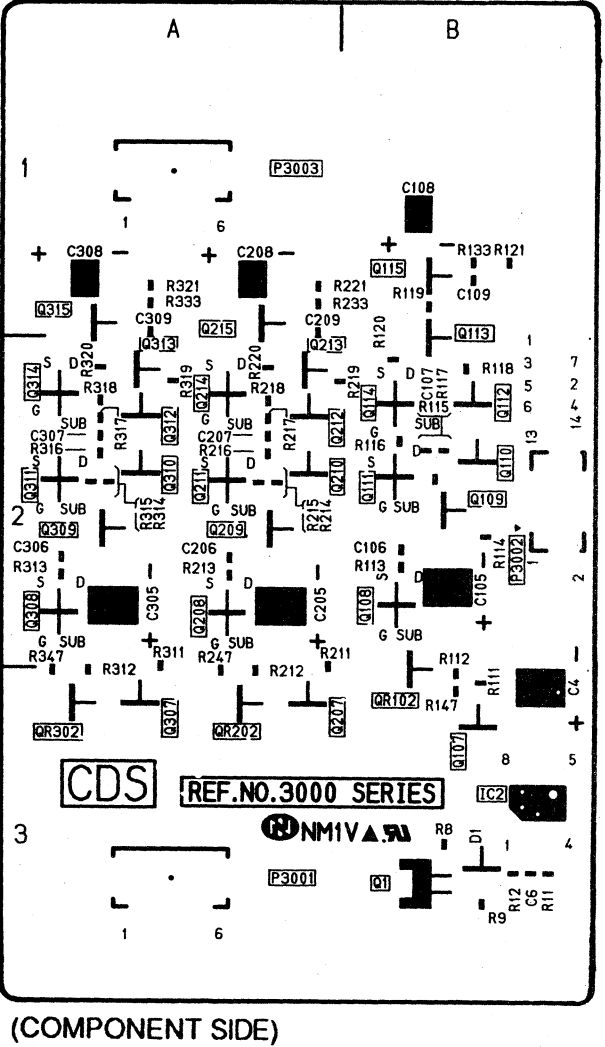 A B
1
P3003
C108
1 6
+ C308 - + C208 - + Q115 - R133 R121
R321 R221
R333 R233
R119 C109
Q315 C309 Q215 C209
Q313 Q213 R120 Q113
1
R320 R220
3 7
S D R319 S D R219 S D R118
5 2
Q314 R318 Q214 R218 Q114 C107 R117 Q112
G G R115 6 4
SUB SUB SUB 14
C307 R317 Q312 C207 R217 Q212 G
R316 R216 R116 13
S D S D S D Q110
Q311 Q310 Q211 Q210 Q111
R315 R314 R215 R214 Q109
G SUB G SUB G SUB
2
Q309 Q209
C306 C206 C106 R114 P3002
R313 R213 R113 1
S D S D S D 2
Q308 C305 Q208 C205 Q108 C105
G SUB + G SUB + G SUB +
R347 R312 R311 R247 R212 R211 R112 R111
R147 C4
QR302 Q307 QR202 Q207 QR102 +
Q107
8 5
CDS REF.NO.3000 SERIES IC2
3
NM1V R8 D1 1 4
P3001 Q1
R12 C6 R11
R9
1 6
(COMPONENT SIDE)